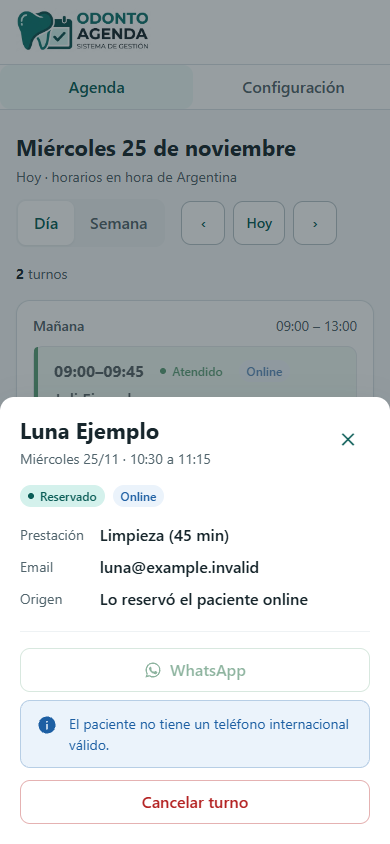 ODONTO
AGENDA
SISTEMA DE GESTIÓN
Agenda
Configuración
Miércoles 25 de noviembre
Hoy · horarios en hora de Argentina
Día
Semana
‹
Hoy
›
2 turnos
Mañana
09:00 – 13:00
09:00–09:45
Atendido
Online
Luna Ejemplo
Miércoles 25/11 · 10:30 a 11:15
Reservado
Online
Prestación
Limpieza (45 min)
Email
luna@example.invalid
Origen
Lo reservó el paciente online
WhatsApp
El paciente no tiene un teléfono internacional
válido.
Cancelar turno